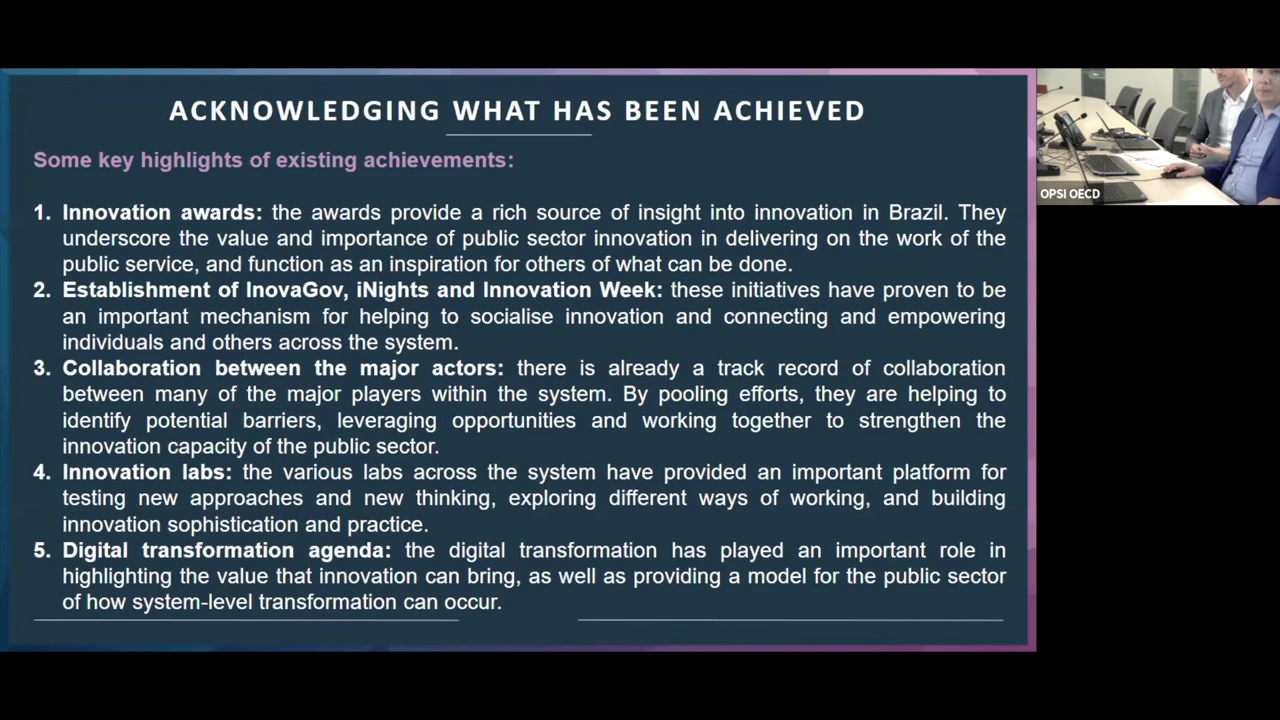 ACKNOWLEDGING WHAT HAS BEEN ACHIEVED
Some key highlights of existing achievements:
1. Innovation awards: the awards provide a rich source of insight into innovation in Brazil. They
underscore the value and importance of public sector innovation in delivering on the work of the
public service, and function as an inspiration for others of what can be done.
2. Establishment of InovaGov, iNights and Innovation Week: these initiatives have proven to be
an important mechanism for helping to socialise innovation and connecting and empowering
individuals and others across the system.
3. Collaboration between the major actors: there is already a track record of collaboration
between many of the major players within the system. By pooling efforts, they are helping to
identify potential barriers, leveraging opportunities and working together to strengthen the
innovation capacity of the public sector.
4. Innovation labs: the various labs across the system have provided an important platform for
testing new approaches and new thinking, exploring different ways of working, and building
innovation sophistication and practice.
5. Digital transformation agenda: the digital transformation has played an important role in
highlighting the value that innovation can bring, as well as providing a model for the public sector
of how system-level transformation can occur.
OPSI OECD